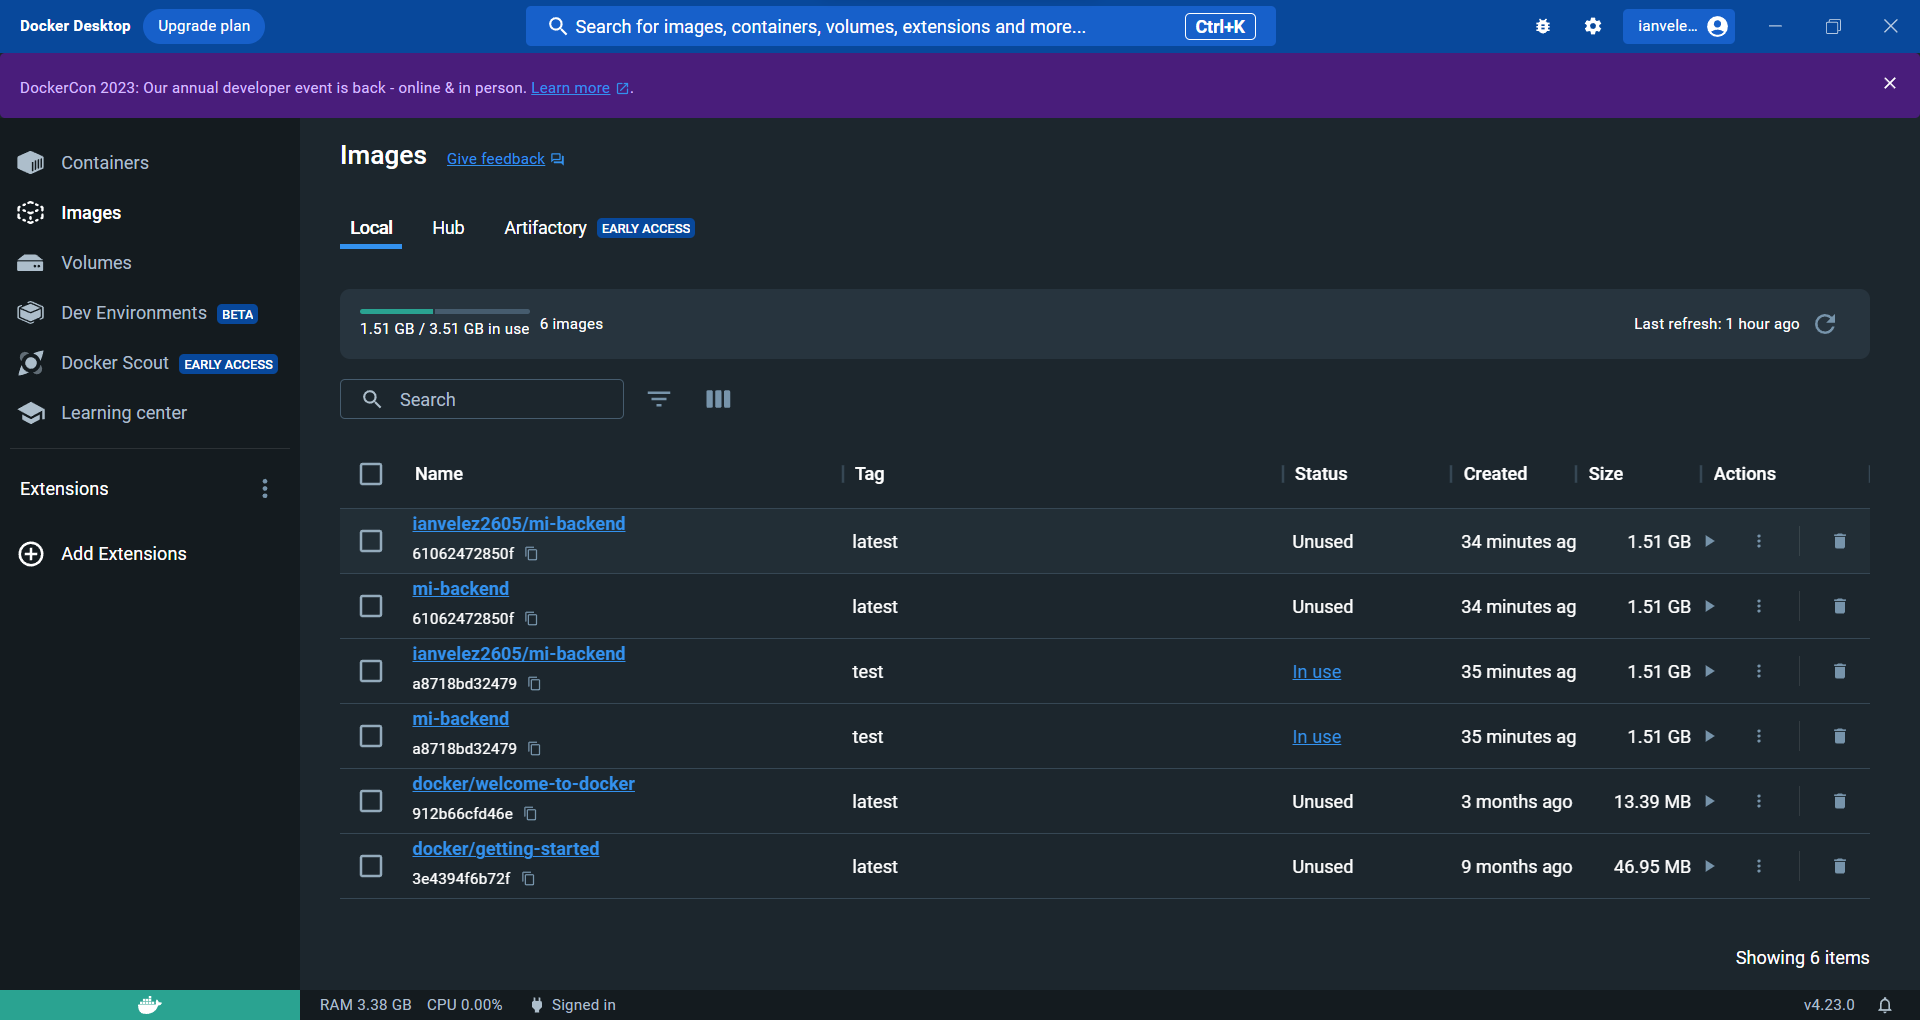 Docker Desktop
Upgrade plan
Search for images, containers, volumes, extensions and more...
Ctrl+K
ianvele...
DockerCon 2023: Our annual developer event is back - online & in person. Learn more .
Containers
Images
Volumes
Dev Environments BETA
Docker Scout EARLY ACCESS
Learning center
Extensions
Add Extensions
Images Give feedback
Local Hub Artifactory EARLY ACCESS
1.51 GB / 3.51 GB in use 6 images
Last refresh: 1 hour ago
Search
Name Tag Status Created Size Actions
ianvelez2605/mi-backend
61062472850f
latest Unused 34 minutes ag 1.51 GB
mi-backend
61062472850f
latest Unused 34 minutes ag 1.51 GB
ianvelez2605/mi-backend
a8718bd32479
test In use 35 minutes ag 1.51 GB
mi-backend
a8718bd32479
test In use 35 minutes ag 1.51 GB
docker/welcome-to-docker
912b66cfd46e
latest Unused 3 months ago 13.39 MB
docker/getting-started
3e4394f6b72f
latest Unused 9 months ago 46.95 MB
Showing 6 items
RAM 3.38 GB CPU 0.00% Signed in
v4.23.0